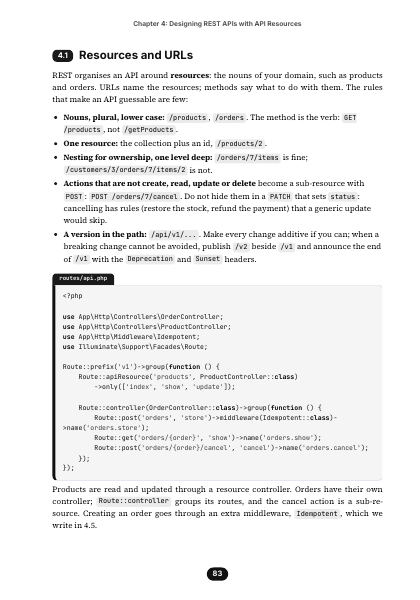 Chapter 4: Designing REST APIs with API Resources
4.1 Resources and URLs
REST organises an API around resources: the nouns of your domain, such as products
and orders. URLs name the resources; methods say what to do with them. The rules
that make an API guessable are few:
• Nouns, plural, lower case: /products, /orders. The method is the verb: GET
/products, not /getProducts.
• One resource: the collection plus an id, /products/2.
• Nesting for ownership, one level deep: /orders/7/items is fine;
/customers/3/orders/7/items/2 is not.
• Actions that are not create, read, update or delete become a sub-resource with
POST: POST /orders/7/cancel. Do not hide them in a PATCH that sets status:
cancelling has rules (restore the stock, refund the payment) that a generic update
would skip.
• A version in the path: /api/v1/.... Make every change additive if you can; when a
breaking change cannot be avoided, publish /v2 beside /v1 and announce the end
of /v1 with the Deprecation and Sunset headers.
routes/api.php
<?php
use App\Http\Controllers\OrderController;
use App\Http\Controllers\ProductController;
use App\Http\Middleware\Idempotent;
use Illuminate\Support\Facades\Route;
Route::prefix('v1')->group(function () {
    Route::apiResource('products', ProductController::class)
        ->only(['index', 'show', 'update']);
    Route::controller(OrderController::class)->group(function () {
        Route::post('orders', 'store')->middleware(Idempotent::class)-
>name('orders.store');
        Route::get('orders/{order}', 'show')->name('orders.show');
        Route::post('orders/{order}/cancel', 'cancel')->name('orders.cancel');
    });
});
Products are read and updated through a resource controller. Orders have their own
controller; Route::controller groups its routes, and the cancel action is a sub-re-
source. Creating an order goes through an extra middleware, Idempotent, which we
write in 4.5.
83